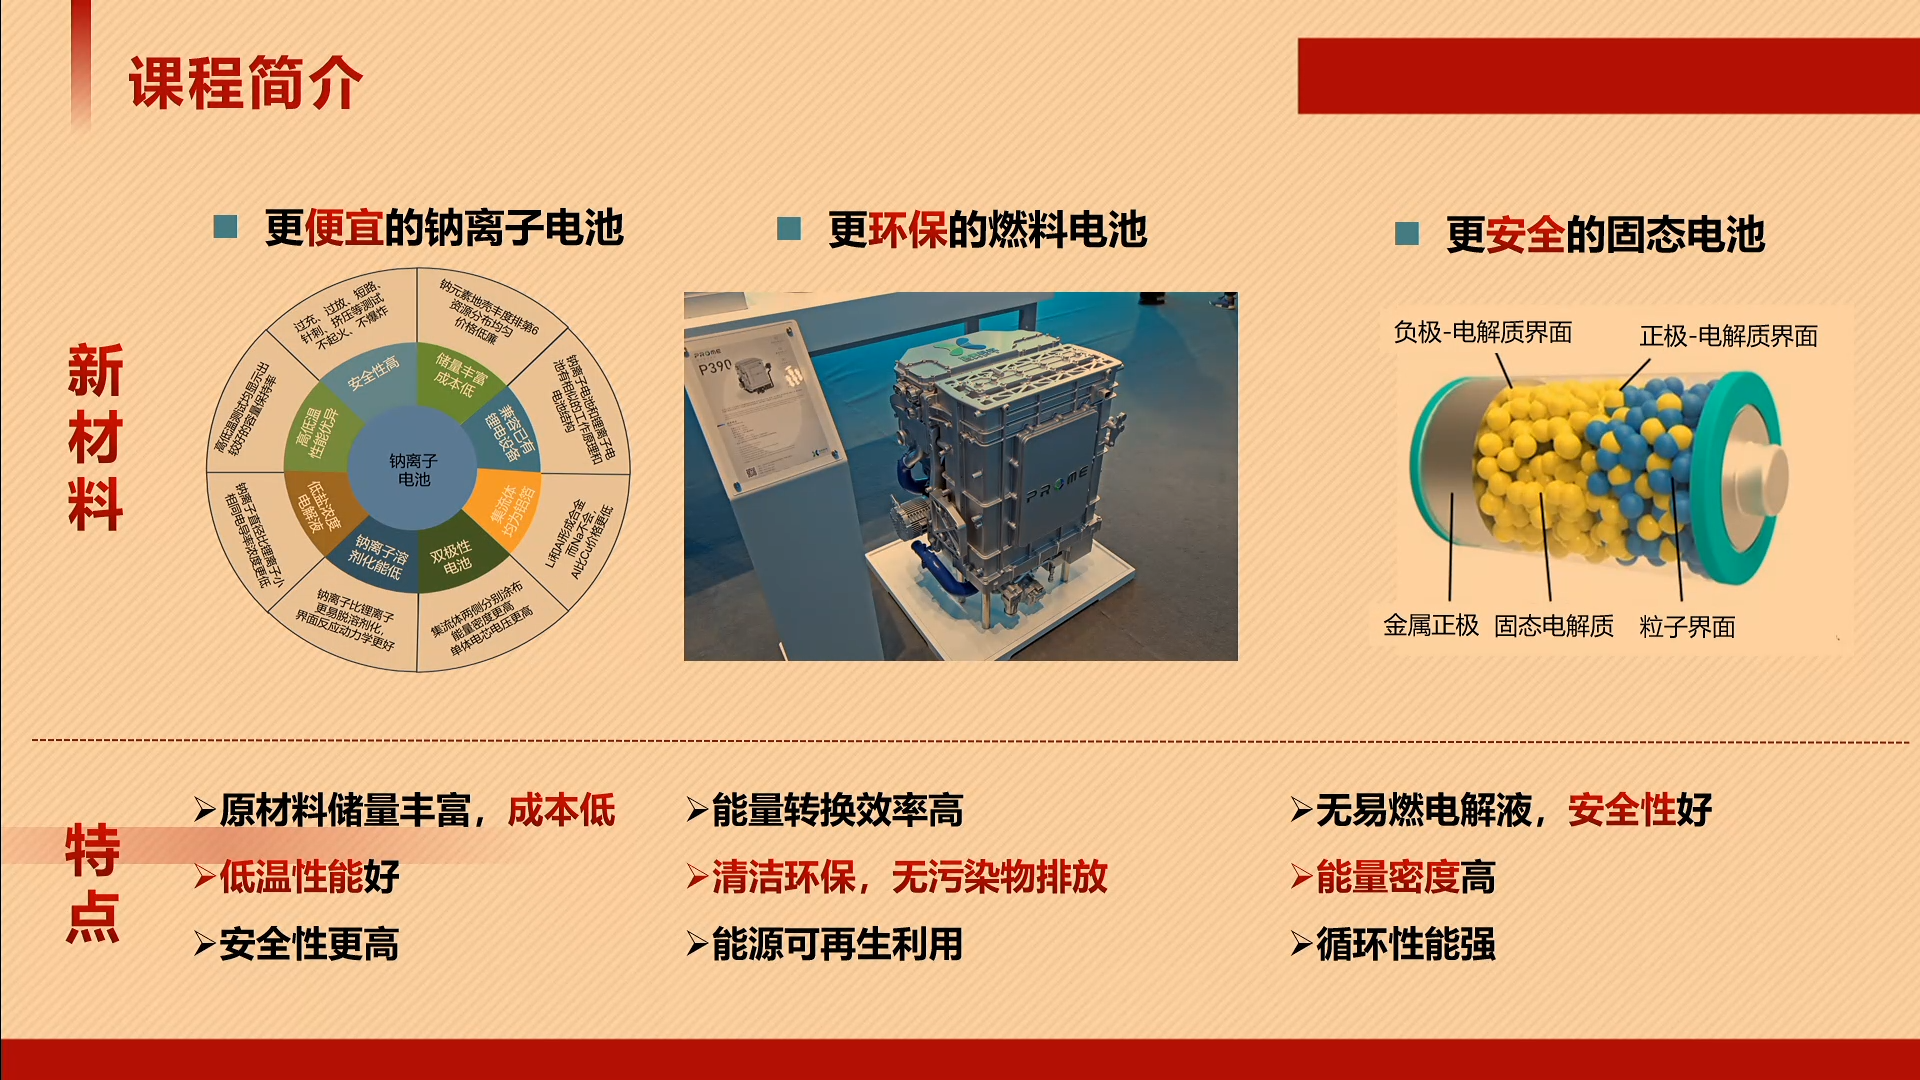 课程简介
更便宜的钠离子电池
更环保的燃料电池
更安全的固态电池
新
材
料
过充、过放、短路、
针刺、挤压等测试
不起火、不爆炸
钠元素地壳丰度排第6
资源分布均匀
价格低廉
钠离子电池和锂离子电
池有相似的工作原理和
电池结构
Li和Al形成合金
而Na不会，
Al比Cu价格更低
集流体两侧分别涂布
能量密度更高
单体电芯电压更高
钠离子比锂离子
更易脱溶剂化，
界面反应动力学更好
钠离子直径比锂离子小
相同电导率浓度更低
高低温测试均显示出
较好的容量保持率
安全性高
储量丰富
成本低
兼容已有
锂电设备
集流体
均为铝箔
双极性
电池
钠离子溶
剂化能低
低盐浓度
电解液
高低温
性能优异
钠离子
电池
PROME
P390
PROME
负极-电解质界面
正极-电解质界面
金属正极
固态电解质
粒子界面
特
点
原材料储量丰富，成本低
低温性能好
安全性更高
能量转换效率高
清洁环保，无污染物排放
能源可再生利用
无易燃电解液，安全性好
能量密度高
循环性能强